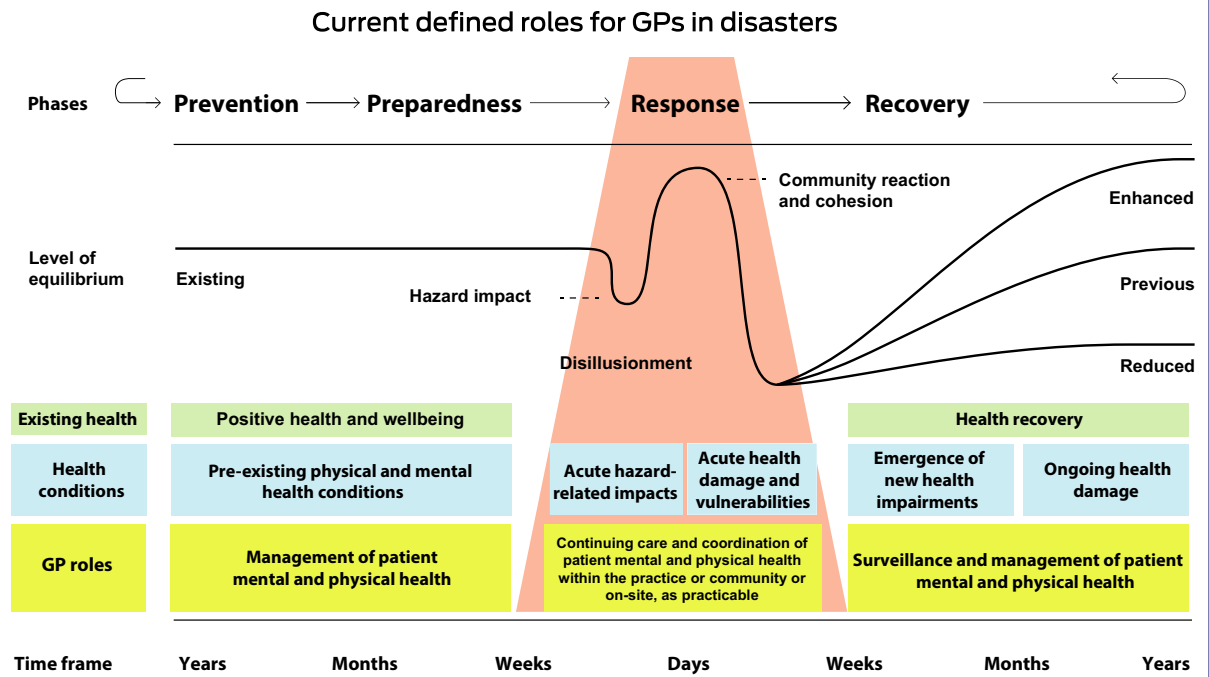 Current defined roles for GPs in disasters
Phases
Prevention
Preparedness
Response
Recovery
Community reaction
and cohesion
Enhanced
Level of
equilibrium
Existing
Hazard impact
Previous
Disillusionment
Reduced
Existing health
Positive health and wellbeing
Health recovery
Health
conditions
Pre-existing physical and mental
health conditions
Acute hazard-
related impacts
Acute health
damage and
vulnerabilities
Emergence of
new health
impairments
Ongoing health
damage
GP roles
Management of patient
mental and physical health
Continuing care and coordination of
patient mental and physical health
within the practice or community or
on-site, as practicable
Surveillance and management of patient
mental and physical health
Time frame
Years
Months
Weeks
Days
Weeks
Months
Years